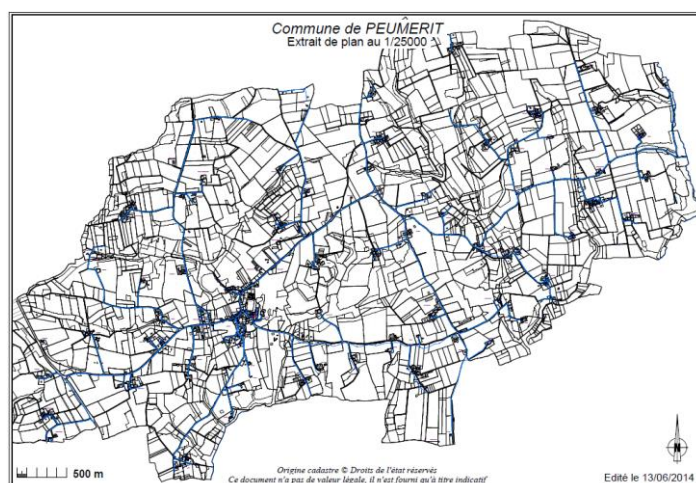 Commune de PEUMERIT
Extrait de plan au 1/25000
500 m
Origine cadastre © Droits de l'état réservés
Ce document n'a pas de valeur légale, il n'est fourni qu'à titre indicatif
N
Edité le 13/06/2014